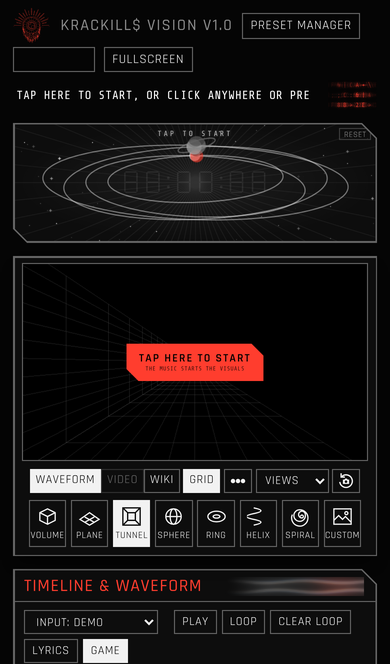 KRACKILL$ VISION V1.0 PRESET MANAGER
FULLSCREEN
TAP HERE TO START, OR CLICK ANYWHERE OR PRE
TAP TO START
RESET
TAP HERE TO START
THE MUSIC STARTS THE VISUALS
WAVEFORM VIDEO WIKI GRID ••• VIEWS
VOLUME PLANE TUNNEL SPHERE RING HELIX SPIRAL CUSTOM
TIMELINE & WAVEFORM
INPUT: DEMO PLAY LOOP CLEAR LOOP
LYRICS GAME